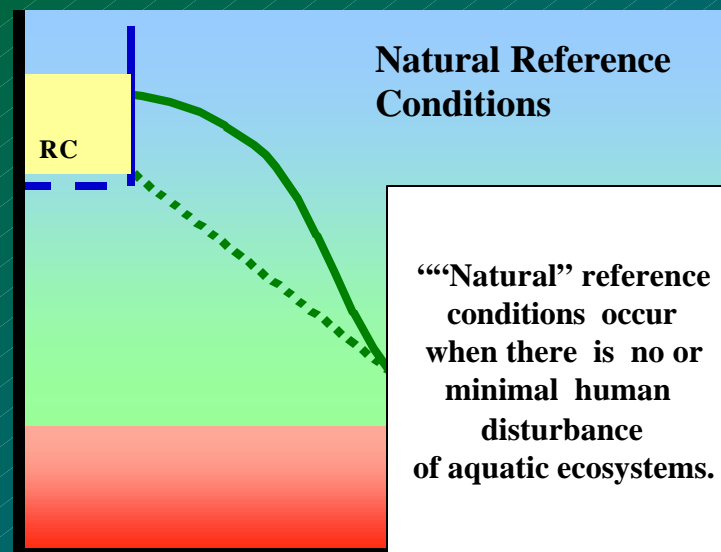 Natural Reference
Conditions
RC
““Natural” reference
conditions occur
when there is no or
minimal human
disturbance
of aquatic ecosystems.